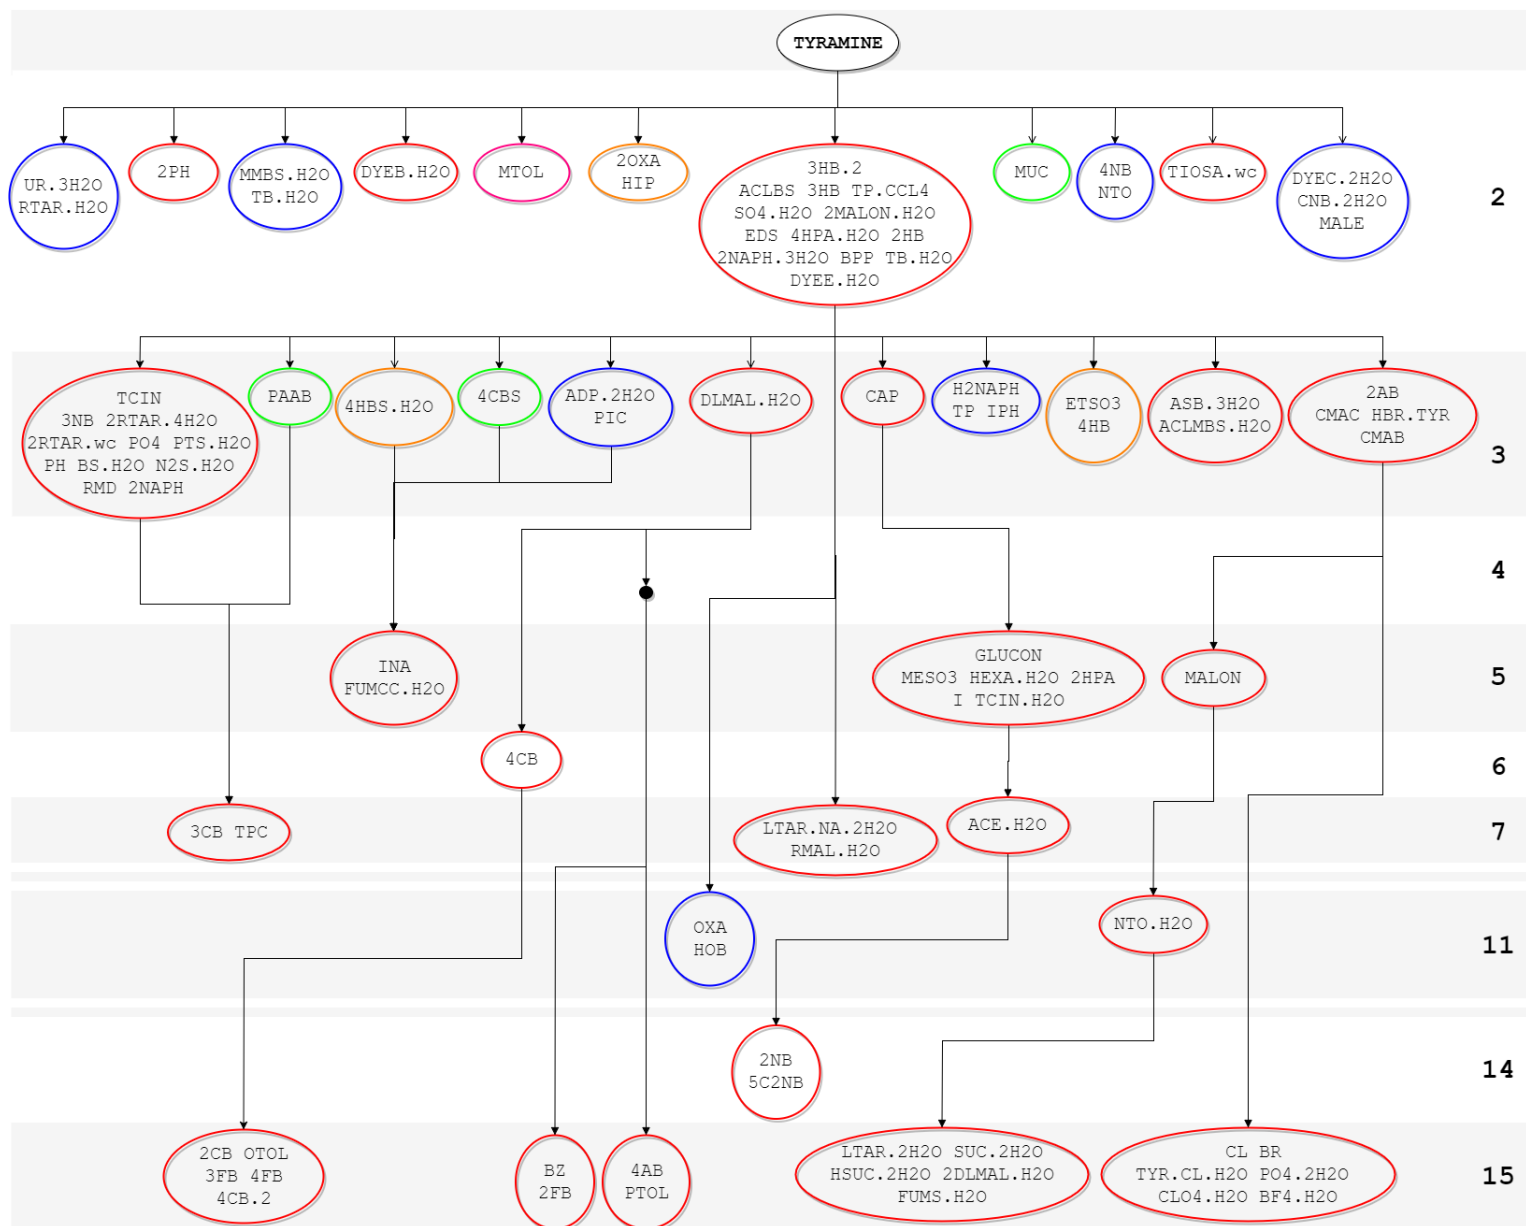 TYRAMINE
UR.3H2O
RTAR.H2O
2PH
MMBS.H2O
TB.H2O
DYEB.H2O
MTOL
2OXA
HIP
3HB.2
ACLBS 3HB TP.CCL4
SO4.H2O 2MALON.H2O
EDS 4HPA.H2O 2HB
2NAPH.3H2O BPP TB.H2O
DYEE.H2O
MUC
4NB
NTO
TIOSA.wc
DYEC.2H2O
CNB.2H2O
MALE
2
TCIN
3NB 2RTAR.4H2O
2RTAR.wc PO4 PTS.H2O
PH BS.H2O N2S.H2O
RMD 2NAPH
PAAB
4HBS.H2O
4CBS
ADP.2H2O
PIC
DLMAL.H2O
CAP
H2NAPH
TP IPH
ETSO3
4HB
ASB.3H2O
ACLMBS.H2O
2AB
CMAC HBR.TYR
CMAB
3
4
INA
FUMCC.H2O
GLUCON
MESO3 HEXA.H2O 2HPA
I TCIN.H2O
MALON
5
4CB
6
3CB TPC
LTAR.NA.2H2O
RMAL.H2O
ACE.H2O
7
OXA
HOB
NTO.H2O
11
2NB
5C2NB
14
2CB OTOL
3FB 4FB
4CB.2
BZ
2FB
4AB
PTOL
LTAR.2H2O SUC.2H2O
HSUC.2H2O 2DLMAL.H2O
FUMS.H2O
CL BR
TYR.CL.H2O PO4.2H2O
CLO4.H2O BF4.H2O
15